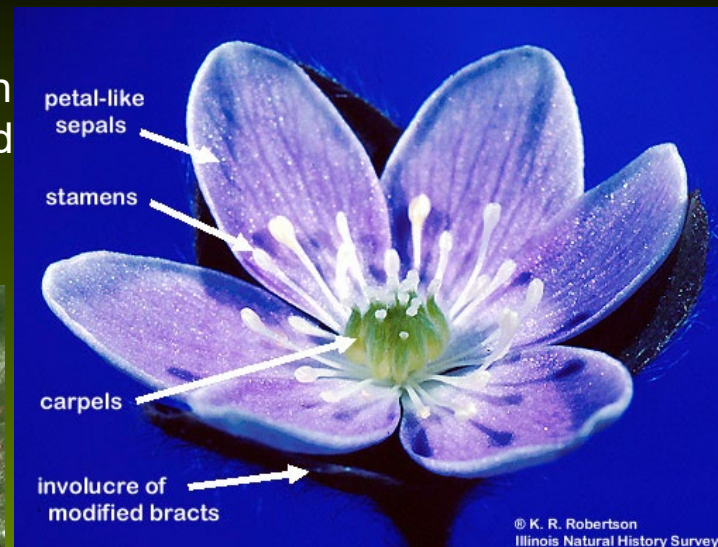 petal-like
sepals
stamens
carpels
involucre of
modified bracts
® K. R. Robertson
Illinois Natural History Survey